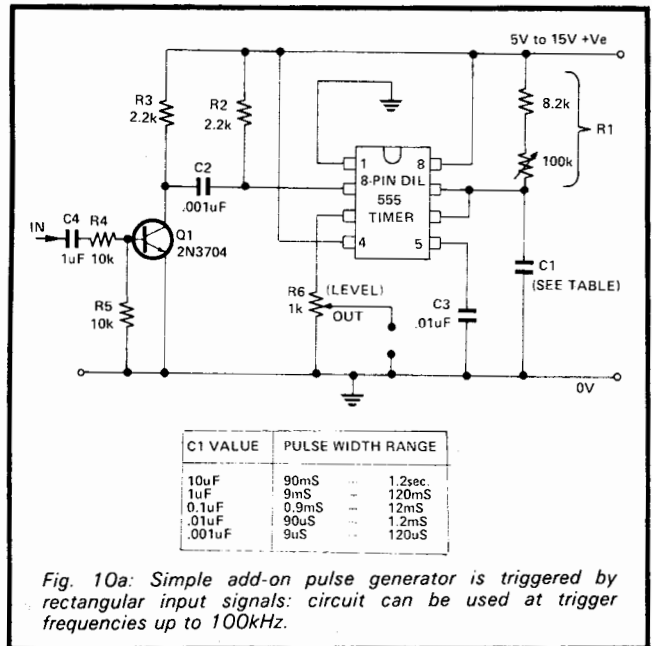 5V to 15V +Ve
R3
2.2k
R2
2.2k
8.2k
R1
100k
C2
.001uF
1
8
8-PIN DIL
555
TIMER
4
5
IN
C4
1uF
R4
10k
Q1
2N3704
R5
10k
R6
1k
(LEVEL)
OUT
C3
.01uF
C1
(SEE TABLE)
0V
C1 VALUE PULSE WIDTH RANGE
10uF 90mS - 1.2sec.
1uF 9mS - 120mS
0.1uF 0.9mS - 12mS
.01uF 90uS - 1.2mS
.001uF 9uS - 120uS
Fig. 10a: Simple add-on pulse generator is triggered by
rectangular input signals: circuit can be used at trigger
frequencies up to 100kHz.